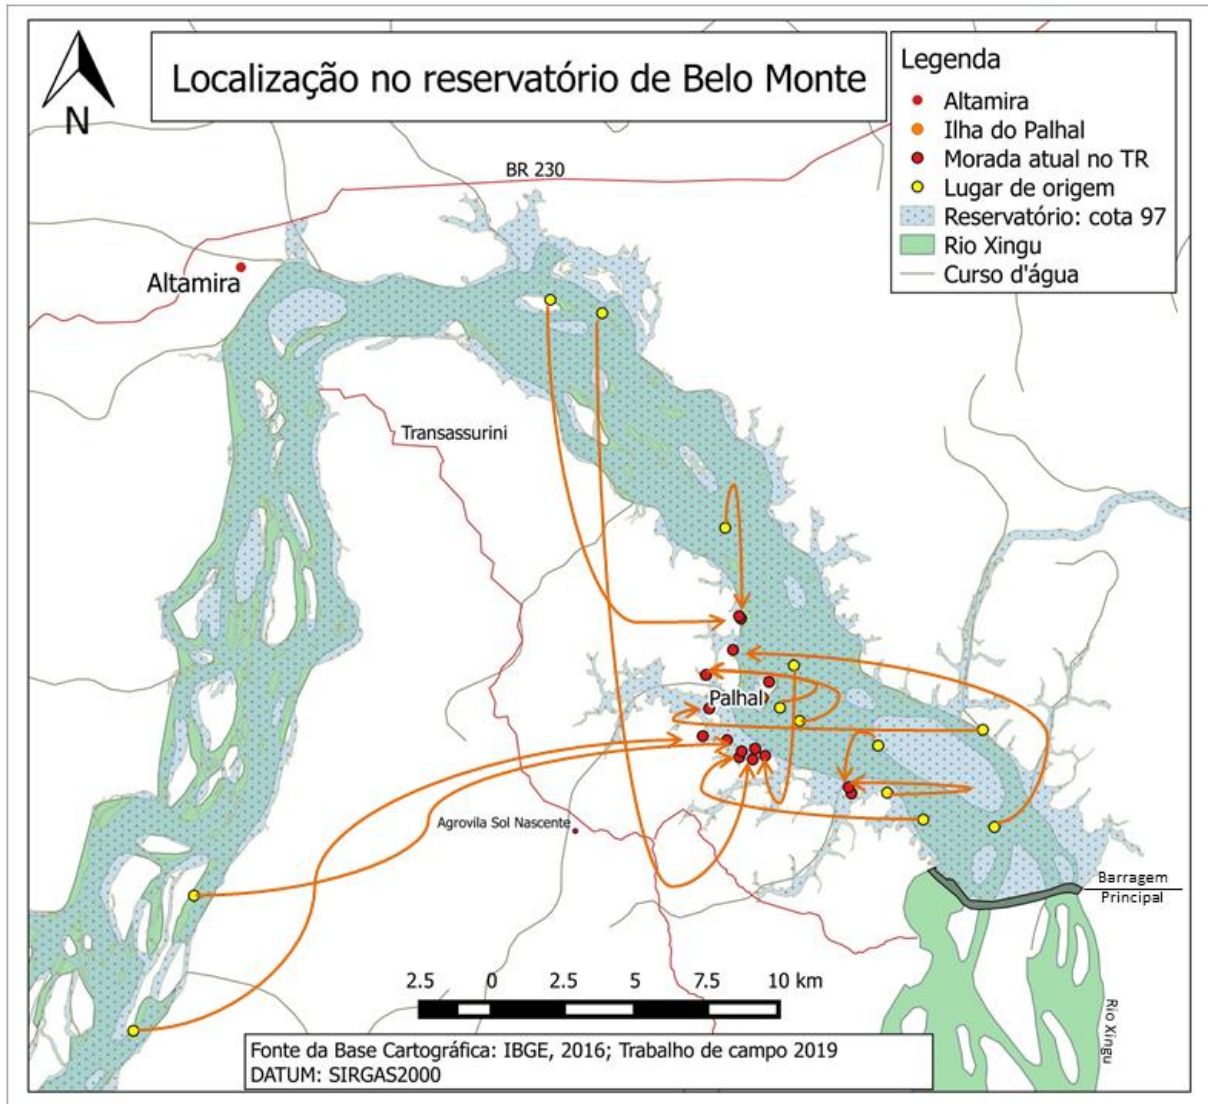 Localização no reservatório de Belo Monte
N
Legenda
Altamira
Ilha do Palhal
Morada atual no TR
Lugar de origem
Reservatório: cota 97
Rio Xingu
Curso d'água
BR 230
Altamira
Transassurini
Palhal
Agrovila Sol Nascente
Barragem
Principal
2.5 0 2.5 5 7.5 10 km
Rio Xingu
Fonte da Base Cartográfica: IBGE, 2016; Trabalho de campo 2019
DATUM: SIRGAS2000